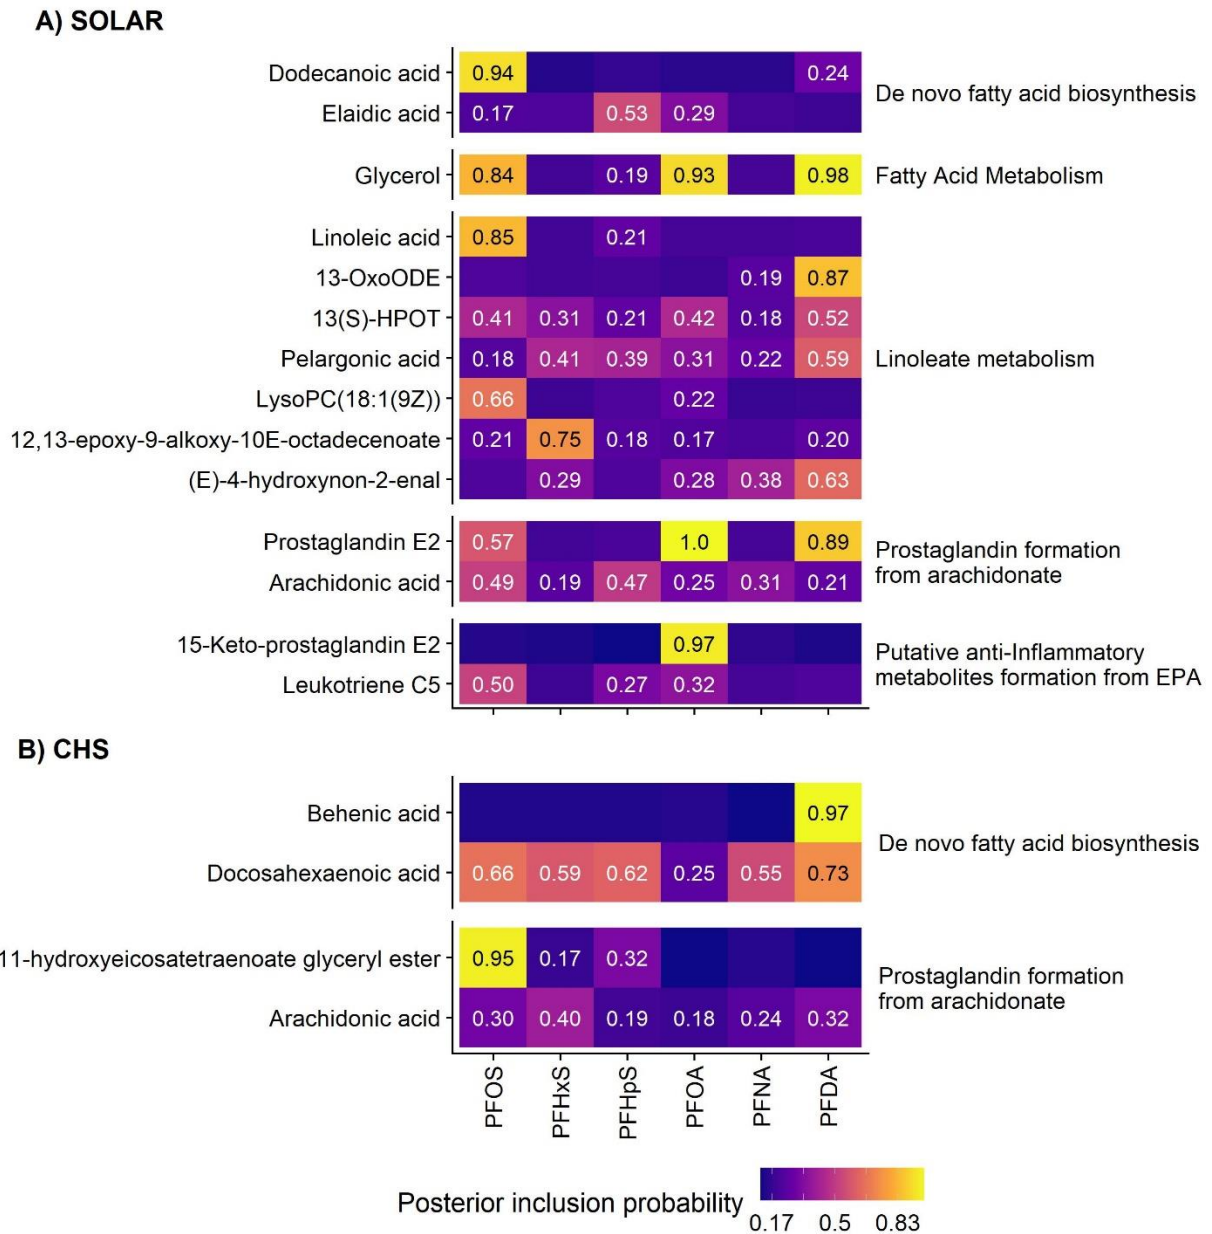 A) SOLAR
Dodecanoic acid 0.94 0.24
De novo fatty acid biosynthesis
Elaidic acid 0.17 0.53 0.29
Glycerol 0.84 0.19 0.93 0.98 Fatty Acid Metabolism
Linoleic acid 0.85 0.21
13-OxoODE 0.19 0.87
13(S)-HPOT 0.41 0.31 0.21 0.42 0.18 0.52
Pelargonic acid 0.18 0.41 0.39 0.31 0.22 0.59 Linoleate metabolism
LysoPC(18:1(9Z)) 0.66 0.22
12,13-epoxy-9-alkoxy-10E-octadecenoate 0.21 0.75 0.18 0.17 0.20
(E)-4-hydroxynon-2-enal 0.29 0.28 0.38 0.63
Prostaglandin E2 0.57 1.0 0.89
Prostaglandin formation
from arachidonate
Arachidonic acid 0.49 0.19 0.47 0.25 0.31 0.21
15-Keto-prostaglandin E2 0.97
Putative anti-Inflammatory
metabolites formation from EPA
Leukotriene C5 0.50 0.27 0.32
B) CHS
Behenic acid 0.97
De novo fatty acid biosynthesis
Docosahexaenoic acid 0.66 0.59 0.62 0.25 0.55 0.73
11-hydroxyeicosatetraenoate glyceryl ester 0.95 0.17 0.32
Prostaglandin formation
from arachidonate
Arachidonic acid 0.30 0.40 0.19 0.18 0.24 0.32
PFOS PFHxS PFHpS PFOA PFNA PFDA
Posterior inclusion probability
0.17 0.5 0.83